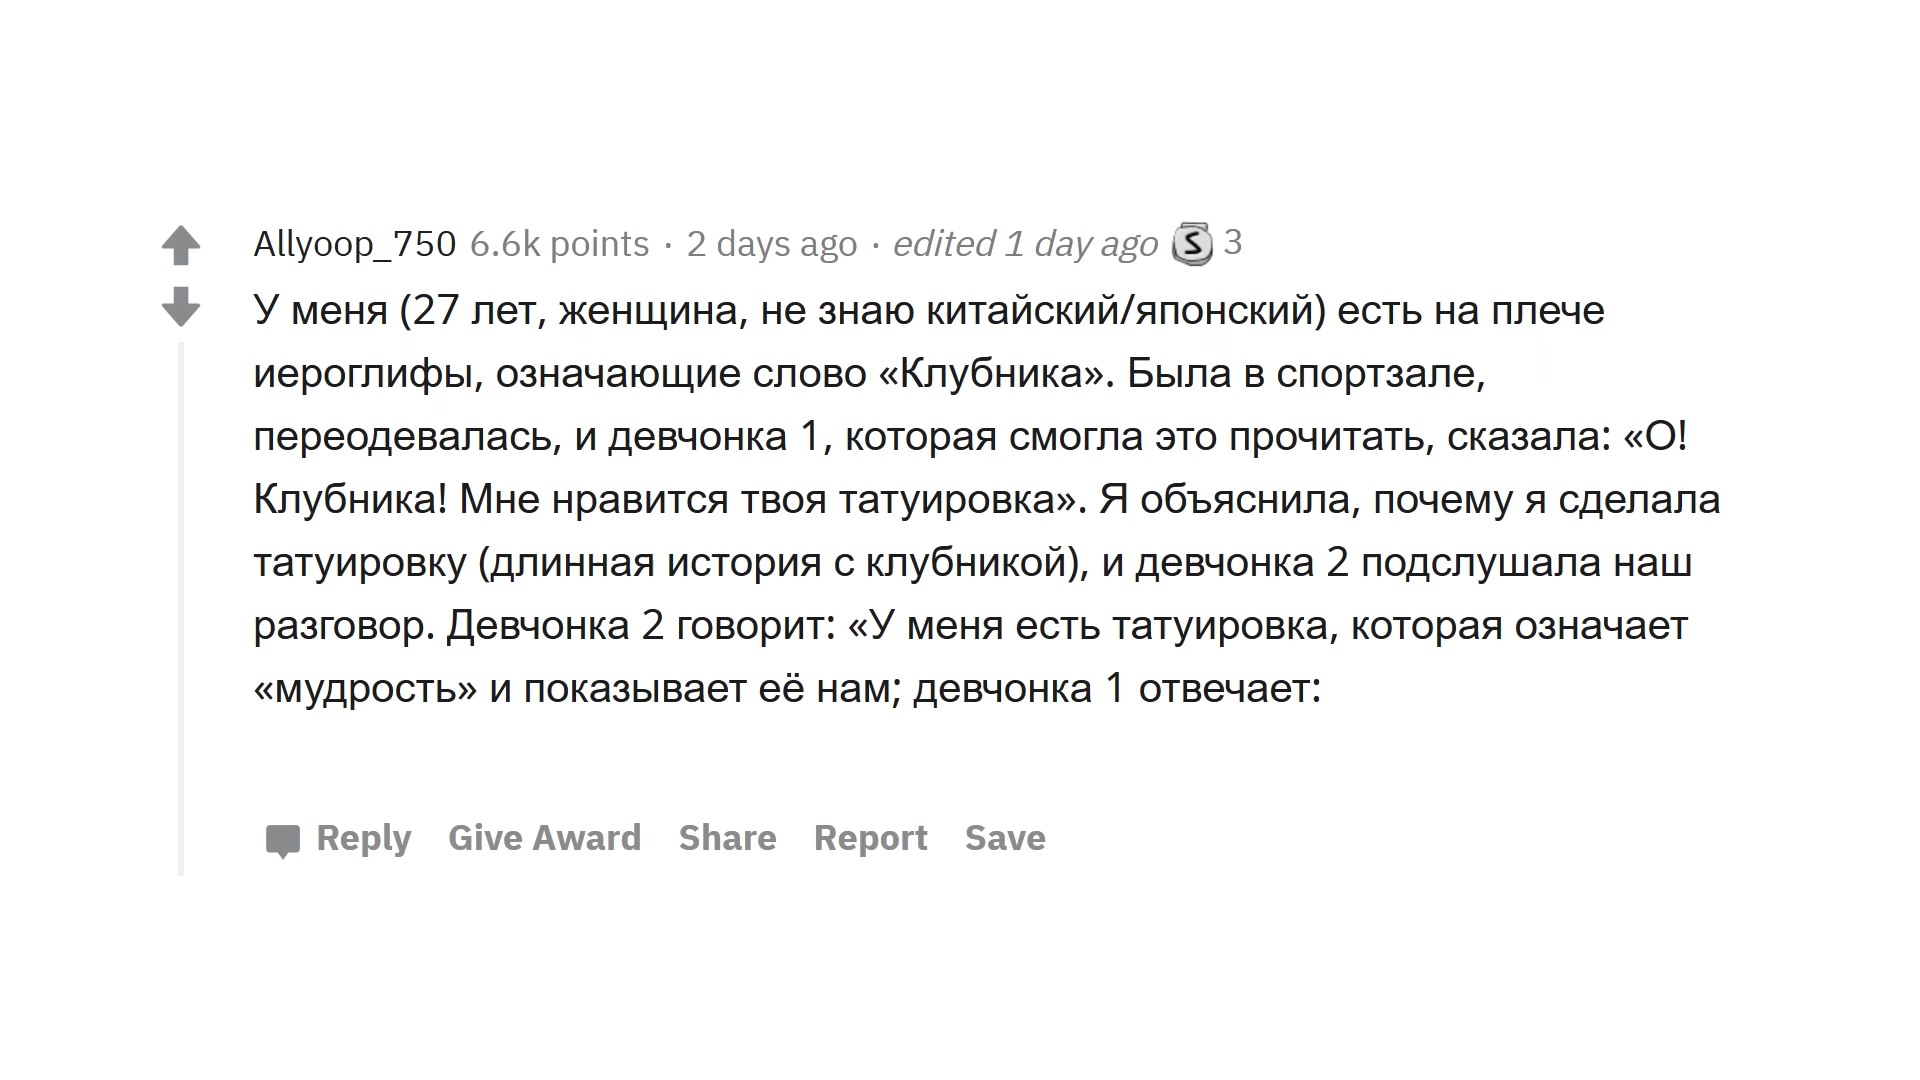 Allyoop_750 6.6k points · 2 days ago · edited 1 day ago S 3
У меня (27 лет, женщина, не знаю китайский/японский) есть на плече
иероглифы, означающие слово «Клубника». Была в спортзале,
переодевалась, и девчонка 1, которая смогла это прочитать, сказала: «О!
Клубника! Мне нравится твоя татуировка». Я объяснила, почему я сделала
татуировку (длинная история с клубникой), и девчонка 2 подслушала наш
разговор. Девчонка 2 говорит: «У меня есть татуировка, которая означает
«мудрость» и показывает её нам; девчонка 1 отвечает:
Reply Give Award Share Report Save